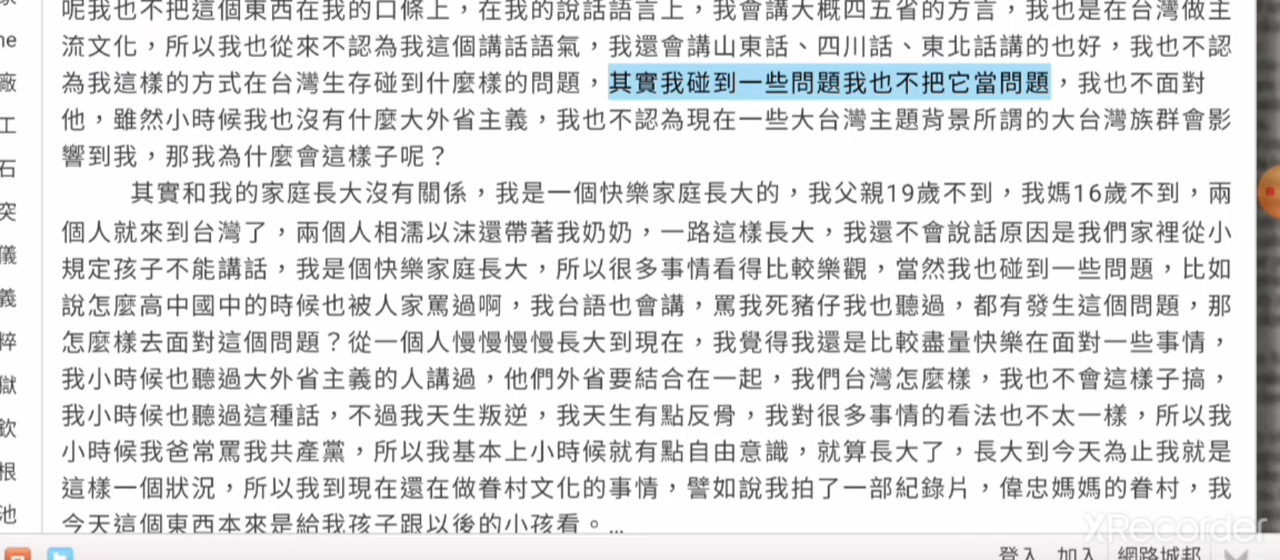 呢我也不把這個東西在我的口條上，在我的說話語言上，我會講大概四五省的方言，我也是在台灣做主
流文化，所以我也從來不認為我這個講話語氣，我還會講山東話、四川話、東北話講的也好，我也不認
為我這樣的方式在台灣生存碰到什麼樣的問題，其實我碰到一些問題我也不把它當問題，我也不面對
他，雖然小時候我也沒有什麼大外省主義，我也不認為現在一些大台灣主題背景所謂的大台灣族群會影
響到我，那我為什麼會這樣子呢？
其實和我的家庭長大沒有關係，我是一個快樂家庭長大的，我父親19歲不到，我媽16歲不到，兩
個人就來到台灣了，兩個人相濡以沫還帶著我奶奶，一路這樣長大，我還不會說話原因是我們家裡從小
規定孩子不能講話，我是個快樂家庭長大，所以很多事情看得比較樂觀，當然我也碰到一些問題，比如
說怎麼高中國中的時候也被人家罵過啊，我台語也會講，罵我死豬仔我也聽過，都有發生這個問題，那
怎麼樣去面對這個問題？從一個人慢慢慢慢長大到現在，我覺得我還是比較盡量快樂在面對一些事情，
我小時候也聽過大外省主義的人講過，他們外省要結合在一起，我們台灣怎麼樣，我也不會這樣子搞，
我小時候也聽過這種話，不過我天生叛逆，我天生有點反骨，我對很多事情的看法也不太一樣，所以我
小時候我爸常罵我共產黨，所以我基本上小時候就有點自由意識，就算長大了，長大到今天為止我就是
這樣一個狀況，所以我到現在還在做眷村文化的事情，譬如說我拍了一部紀錄片，偉忠媽媽的眷村，我
今天這個東西本來是給我孩子跟以後的小孩看。...
ne
廠
工
石
突
儀
義
粹
獄
欽
根
池
XRecorder
登入 加入 網路城邦